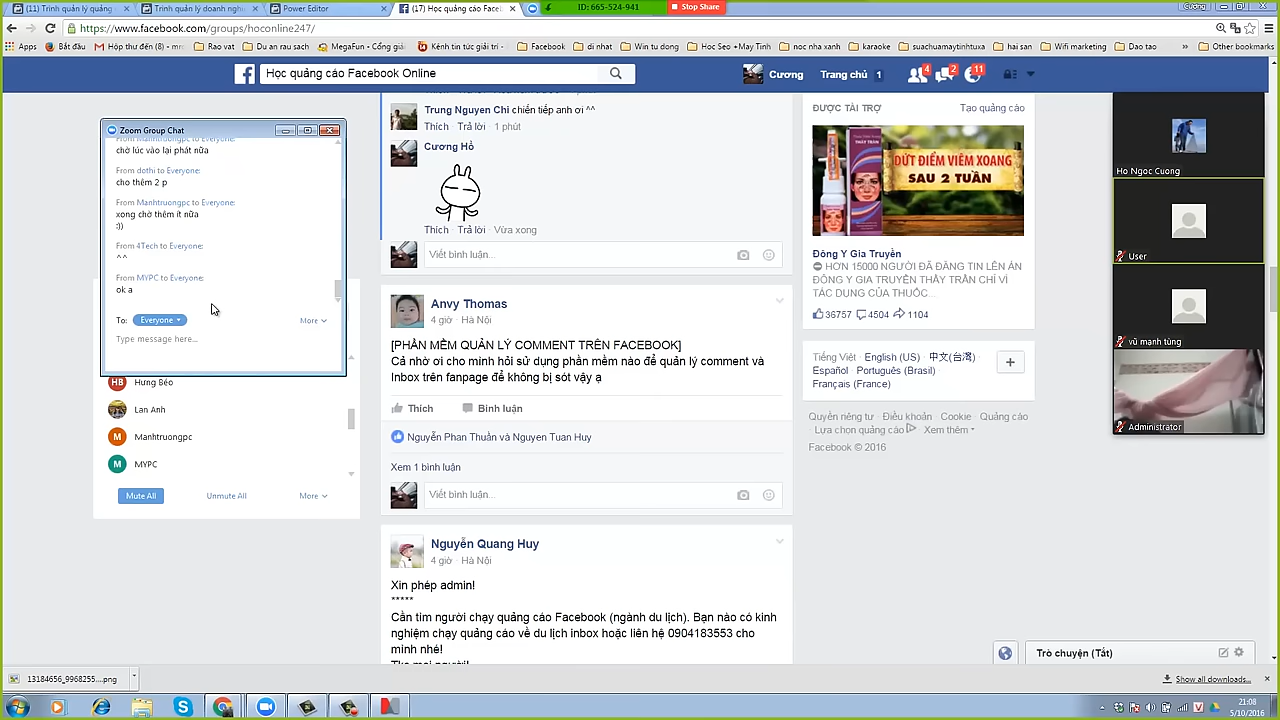 (11) Trình quản lý quảng
Trình quản lý doanh nghi
Power Editor
(17) Học quảng cáo Faceb
ID: 665-524-941
Stop Share
Cương
https://www.facebook.com/groups/hoconline247/
Apps
Bắt đầu
Hộp thư đến (8) - mr
Rao vat
Du an rau sach
MegaFun - Cổng giải
Kênh tin tức giải trí -
Facebook
di nhat
Win tu dong
Hoc Seo +May Tinh
noc nha xanh
karaoke
suachuamaytinhtuxa
hai san
Wifi marketing
Dao tao
Other bookmarks
Học quảng cáo Facebook Online
Cương
Trang chủ 1
4
2
11
Zoom Group Chat
From Manhtruongpc to Everyone:
chờ lúc vào lại phát nữa
From dothi to Everyone:
cho thêm 2 p
From Manhtruongpc to Everyone:
xong chờ thêm ít nữa
:))
From 4Tech to Everyone:
^^
From MYPC to Everyone:
ok a
To: Everyone
More
Type message here...
HB Hưng Béo
Lan Anh
M Manhtruongpc
M MYPC
Mute All
Unmute All
More
Trung Nguyen Chi chiến tiếp anh ơi ^^
Thích Trả lời 1 phút
Cương Hồ
Thích · Trả lời · Vừa xong
Viết bình luận...
Anvy Thomas
4 giờ · Hà Nội
[PHẦN MỀM QUẢN LÝ COMMENT TRÊN FACEBOOK]
Cả nhờ ơi cho mình hỏi sử dụng phần mềm nào để quản lý comment và
Inbox trên fanpage để không bị sót vậy ạ
Thích
Bình luận
Nguyễn Phan Thuần và Nguyen Tuan Huy
Xem 1 bình luận
Viết bình luận...
Nguyễn Quang Huy
4 giờ · Hà Nội
Xin phép admin!
*****
Cần tìm người chạy quảng cáo Facebook (ngành du lịch). Bạn nào có kinh
nghiệm chạy quảng cáo về du lịch inbox hoặc liên hệ 0904183553 cho
mình nhé!
ĐƯỢC TÀI TRỢ
Tạo quảng cáo
DỨT ĐIỂM VIÊM XOANG
SAU 2 TUẦN
Đông Y Gia Truyền
HƠN 15000 NGƯỜI ĐÃ ĐĂNG TIN LÊN ÁN
ĐÔNG Y GIA TRUYỀN THẦY TRẦN CHỈ VÌ
TÁC DỤNG CỦA THUỐC...
36757 4504 1104
Tiếng Việt · English (US) · 中文(台灣) ·
Español · Português (Brasil) ·
Français (France)
Quyền riêng tư · Điều khoản · Cookie · Quảng cáo
Lựa chọn quảng cáo · Xem thêm
Facebook © 2016
Ho Ngoc Cuong
User
vũ mạnh tùng
Administrator
Trò chuyện (Tắt)
13184656_9968255....png
Show all downloads...
21:08
5/10/2016